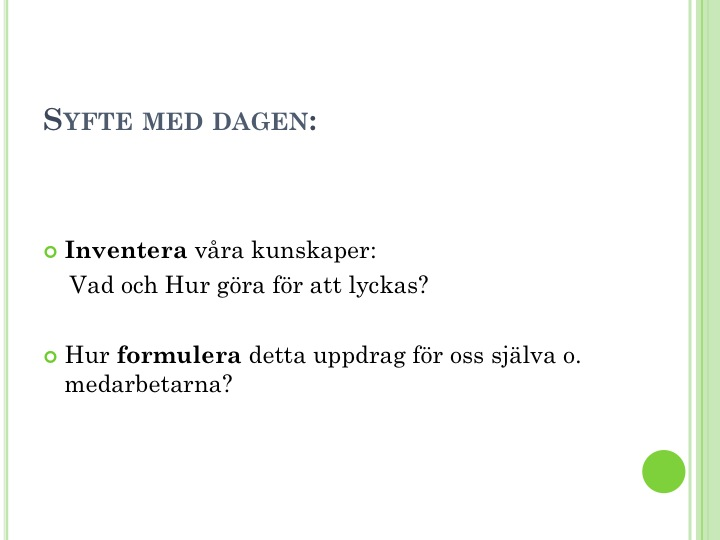 Syfte med dagen:
Inventera våra kunskaper:
Vad och Hur göra för att lyckas?
Hur formulera detta uppdrag för oss själva o.
medarbetarna?